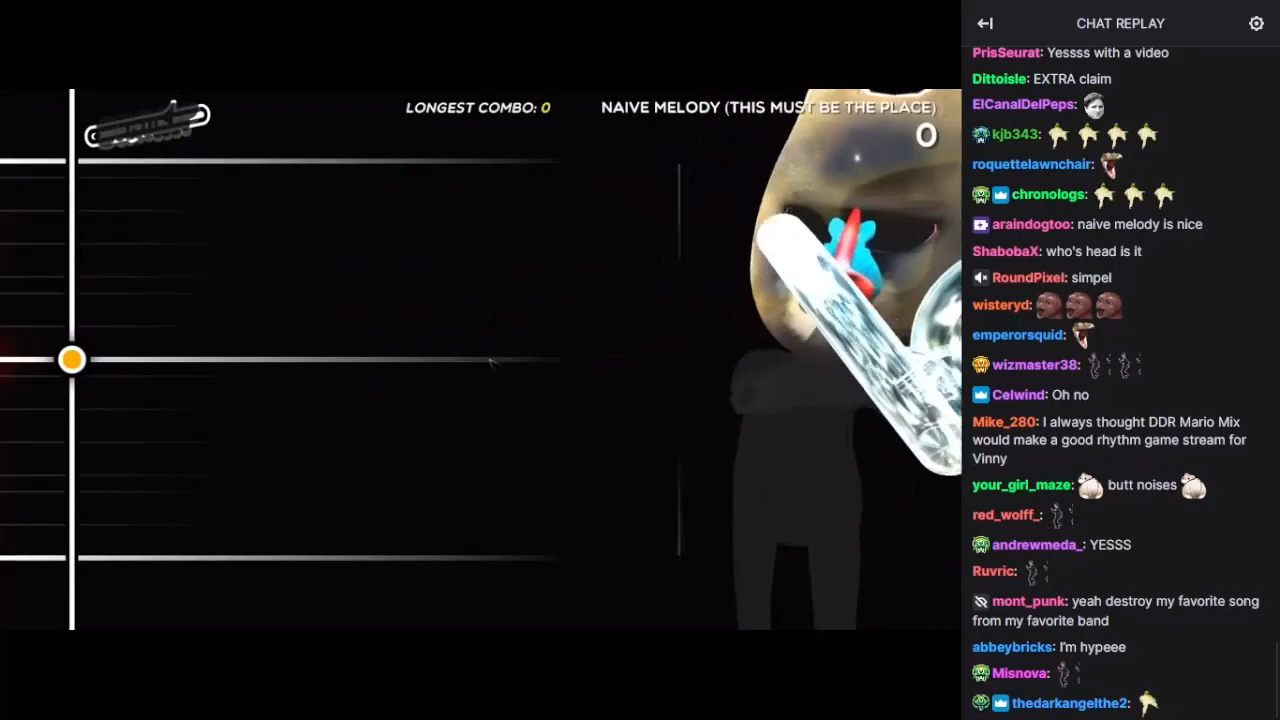 LONGEST COMBO: 0
NAIVE MELODY (THIS MUST BE THE PLACE)
0
CHAT REPLAY
PrisSeurat: Yessss with a video
Dittoisle: EXTRA claim
ElCanalDelPeps:
kjb343:
roquettelawnchair:
chronologs:
araindogtoo: naive melody is nice
ShabobaX: who's head is it
RoundPixel: simpel
wisteryd:
emperorsquid:
wizmaster38:
Celwind: Oh no
Mike_280: I always thought DDR Mario Mix
would make a good rhythm game stream for
Vinny
your_girl_maze: butt noises
red_wolff_:
andrewmeda_: YESSS
Ruvric:
mont_punk: yeah destroy my favorite song
from my favorite band
abbeybricks: I'm hypeee
Misnova:
thedarkangelthe2: